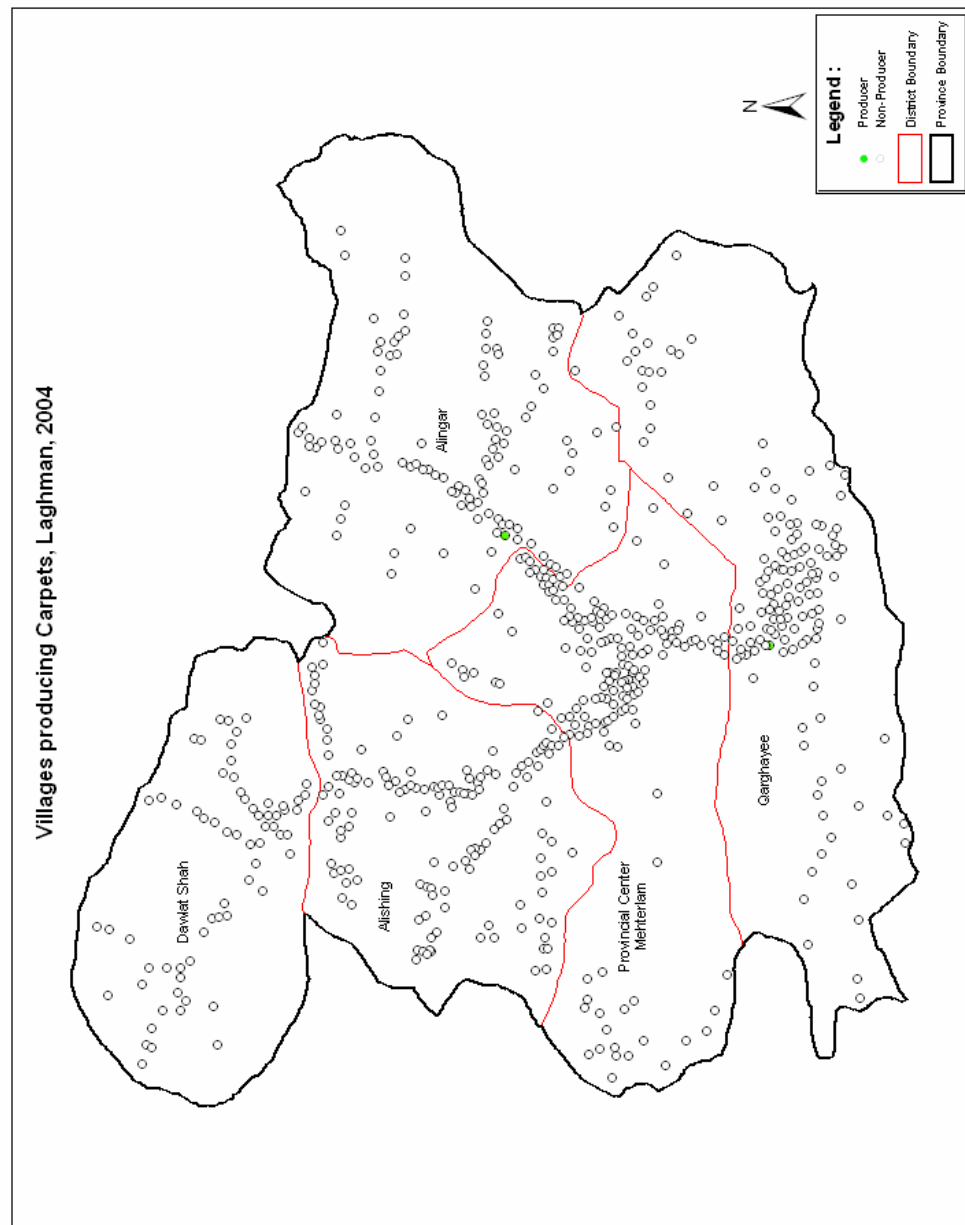 Villages producing Carpets, Laghman, 2004
Dawlat Shah
Alishing
Alingar
Provincial Center
Mehterlam
Qarghayee
N
Legend :
Producer
Non-Producer
District Boundary
Province Boundary